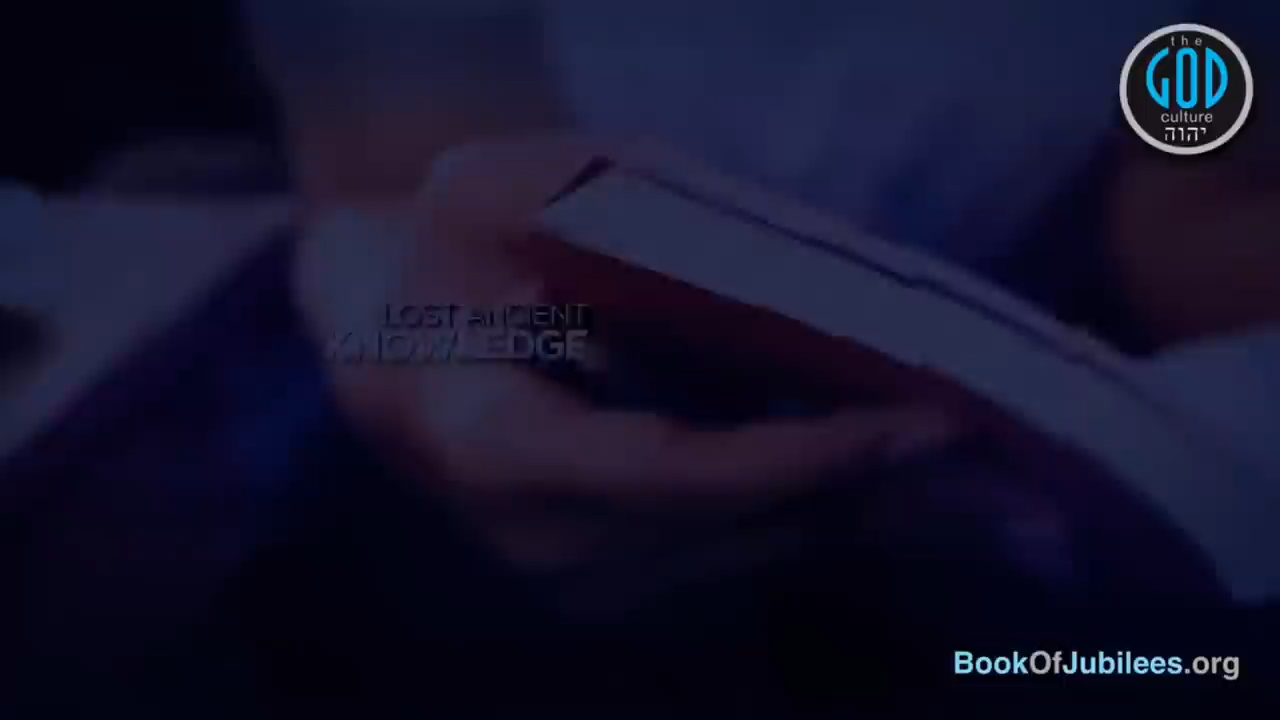 the
GOD
culture
יהוה
LOST ANCIENT
KNOWLEDGE
BookOfJubilees.org